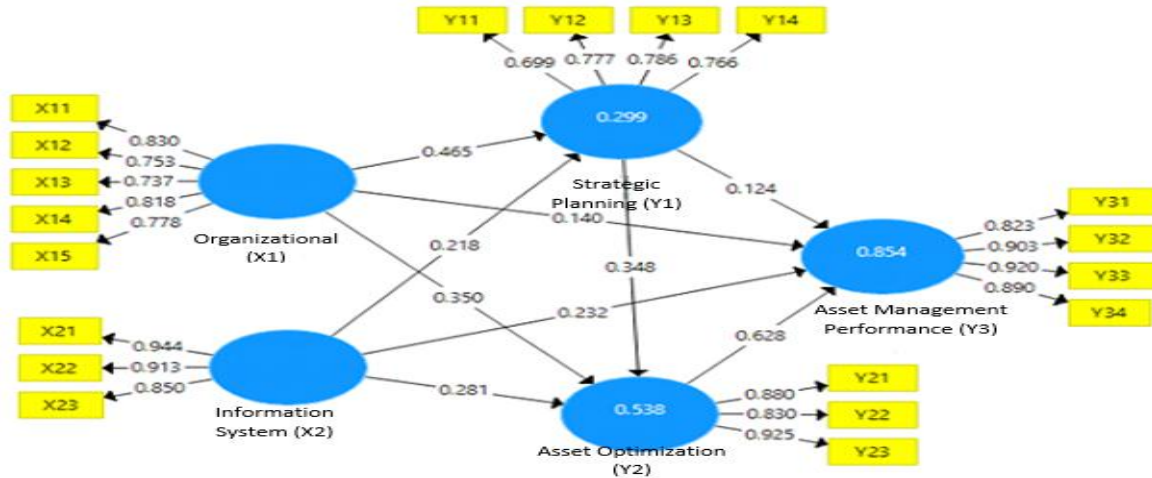 Y11 Y12 Y13 Y14
0.699 0.777 0.786 0.766
X11
X12
X13
X14
X15
0.830
0.753
0.737
0.818
0.778
Organizational
(X1)
0.299
Strategic
Planning (Y1)
0.465
0.124
0.140
0.218
0.348
0.350
0.232
0.628
0.281
0.854
Asset Management
Performance (Y3)
0.823
0.903
0.920
0.890
Y31
Y32
Y33
Y34
X21
X22
X23
0.944
0.913
0.850
Information
System (X2)
0.538
Asset Optimization
(Y2)
0.880
0.830
0.925
Y21
Y22
Y23